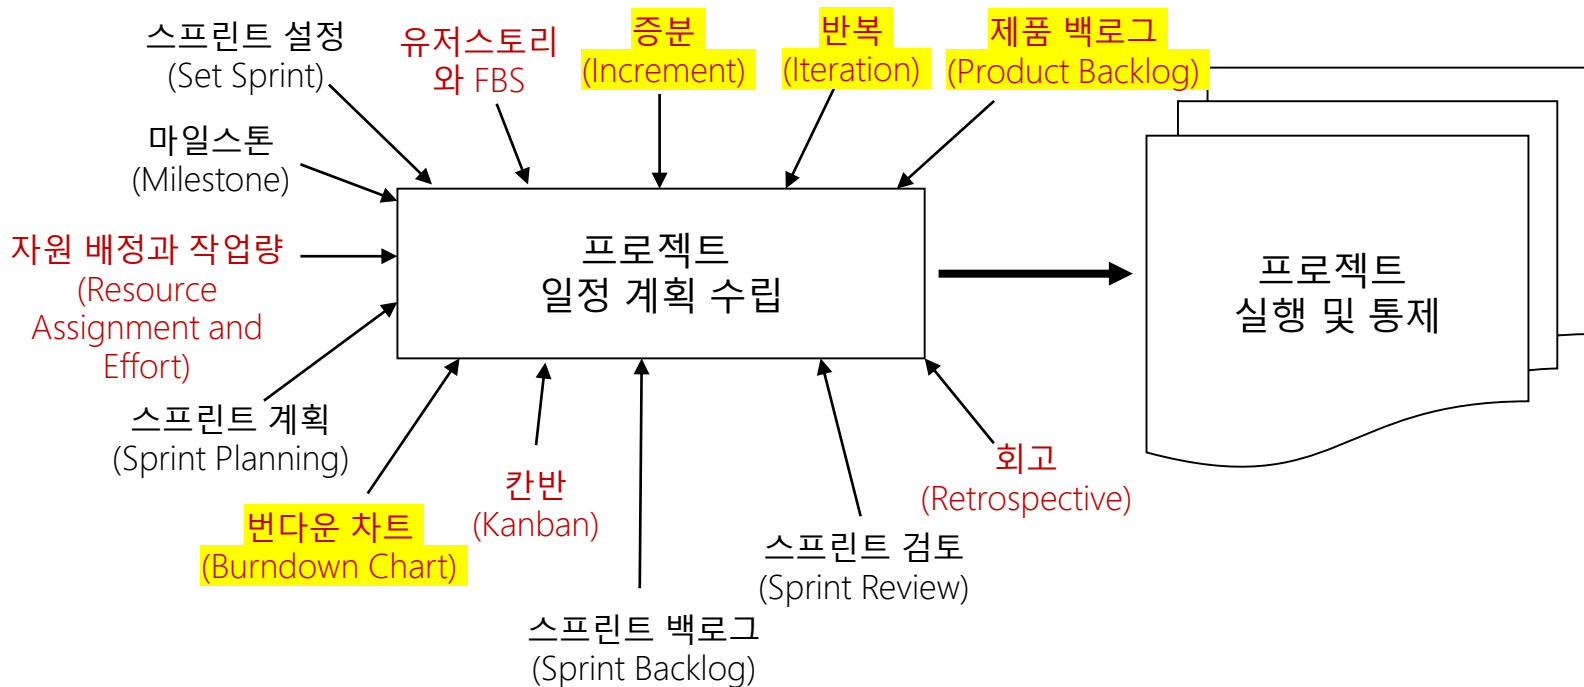 스프린트 설정
(Set Sprint)
유저스토리
와 FBS
증분
(Increment)
반복
(Iteration)
제품 백로그
(Product Backlog)
마일스톤
(Milestone)
자원 배정과 작업량
(Resource
Assignment and
Effort)
프로젝트
일정 계획 수립
프로젝트
실행 및 통제
스프린트 계획
(Sprint Planning)
번다운 차트
(Burndown Chart)
칸반
(Kanban)
스프린트 백로그
(Sprint Backlog)
스프린트 검토
(Sprint Review)
회고
(Retrospective)